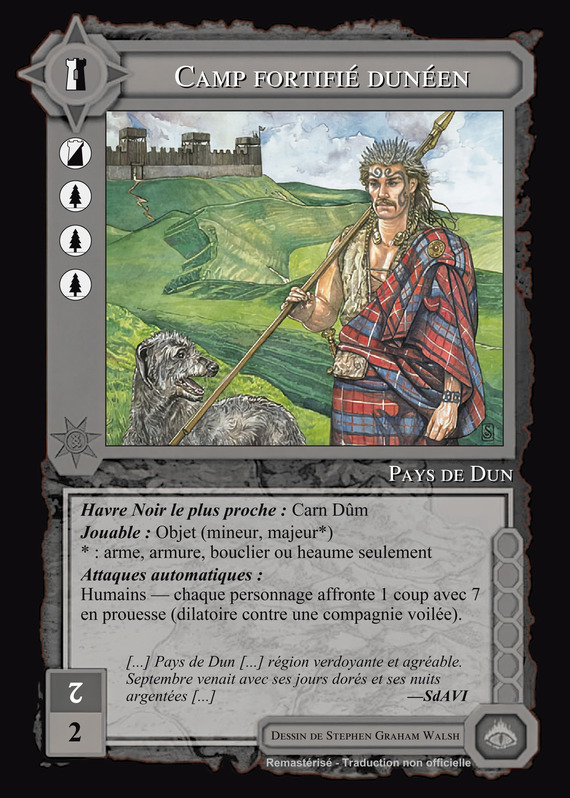 Camp fortifié dunéen
Pays de Dun
Havre Noir le plus proche : Carn Dûm
Jouable : Objet (mineur, majeur*)
* : arme, armure, bouclier ou heaume seulement
Attaques automatiques :
Humains — chaque personnage affronte 1 coup avec 7
en prouesse (dilatoire contre une compagnie voilée).
[...] Pays de Dun [...] région verdoyante et agréable.
Septembre venait avec ses jours dorés et ses nuits
argentées [...] —SdAVI
2
2
Dessin de Stephen Graham Walsh
Remastérisé - Traduction non officielle